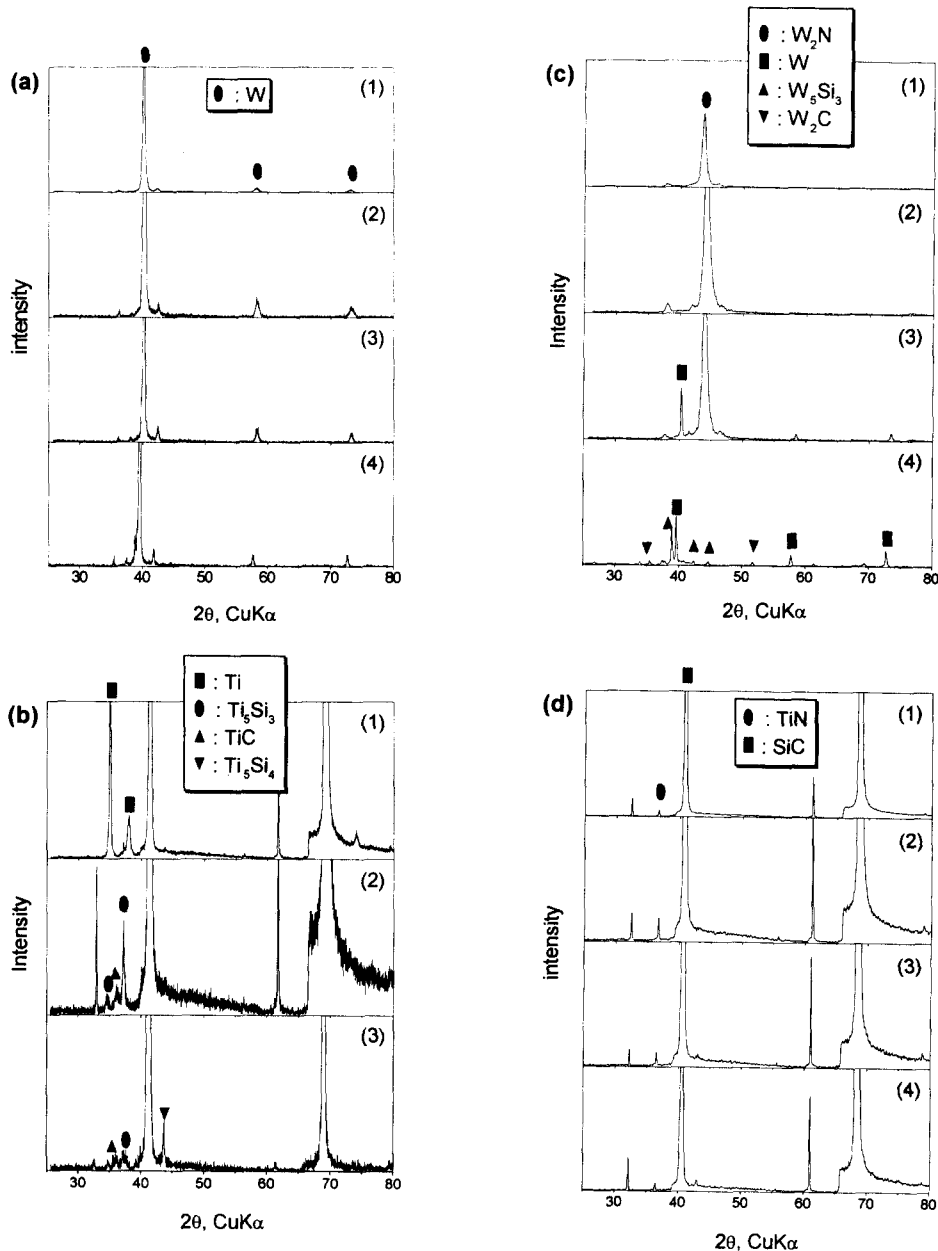 (a)
: W
(1)
(2)
(3)
(4)
intensity
30 40 50 60 70 80
2θ, CuKα
(c)
: W₂N
: W
: W₅Si₃
: W₂C
(1)
(2)
(3)
(4)
Intensity
30 40 50 60 70 80
2θ, CuKα
(b)
: Ti
: Ti₅Si₃
: TiC
: Ti₅Si₄
(1)
(2)
(3)
Intensity
30 40 50 60 70 80
2θ, CuKα
(d)
: TiN
: SiC
(1)
(2)
(3)
(4)
intensity
30 40 50 60 70 80
2θ, CuKα